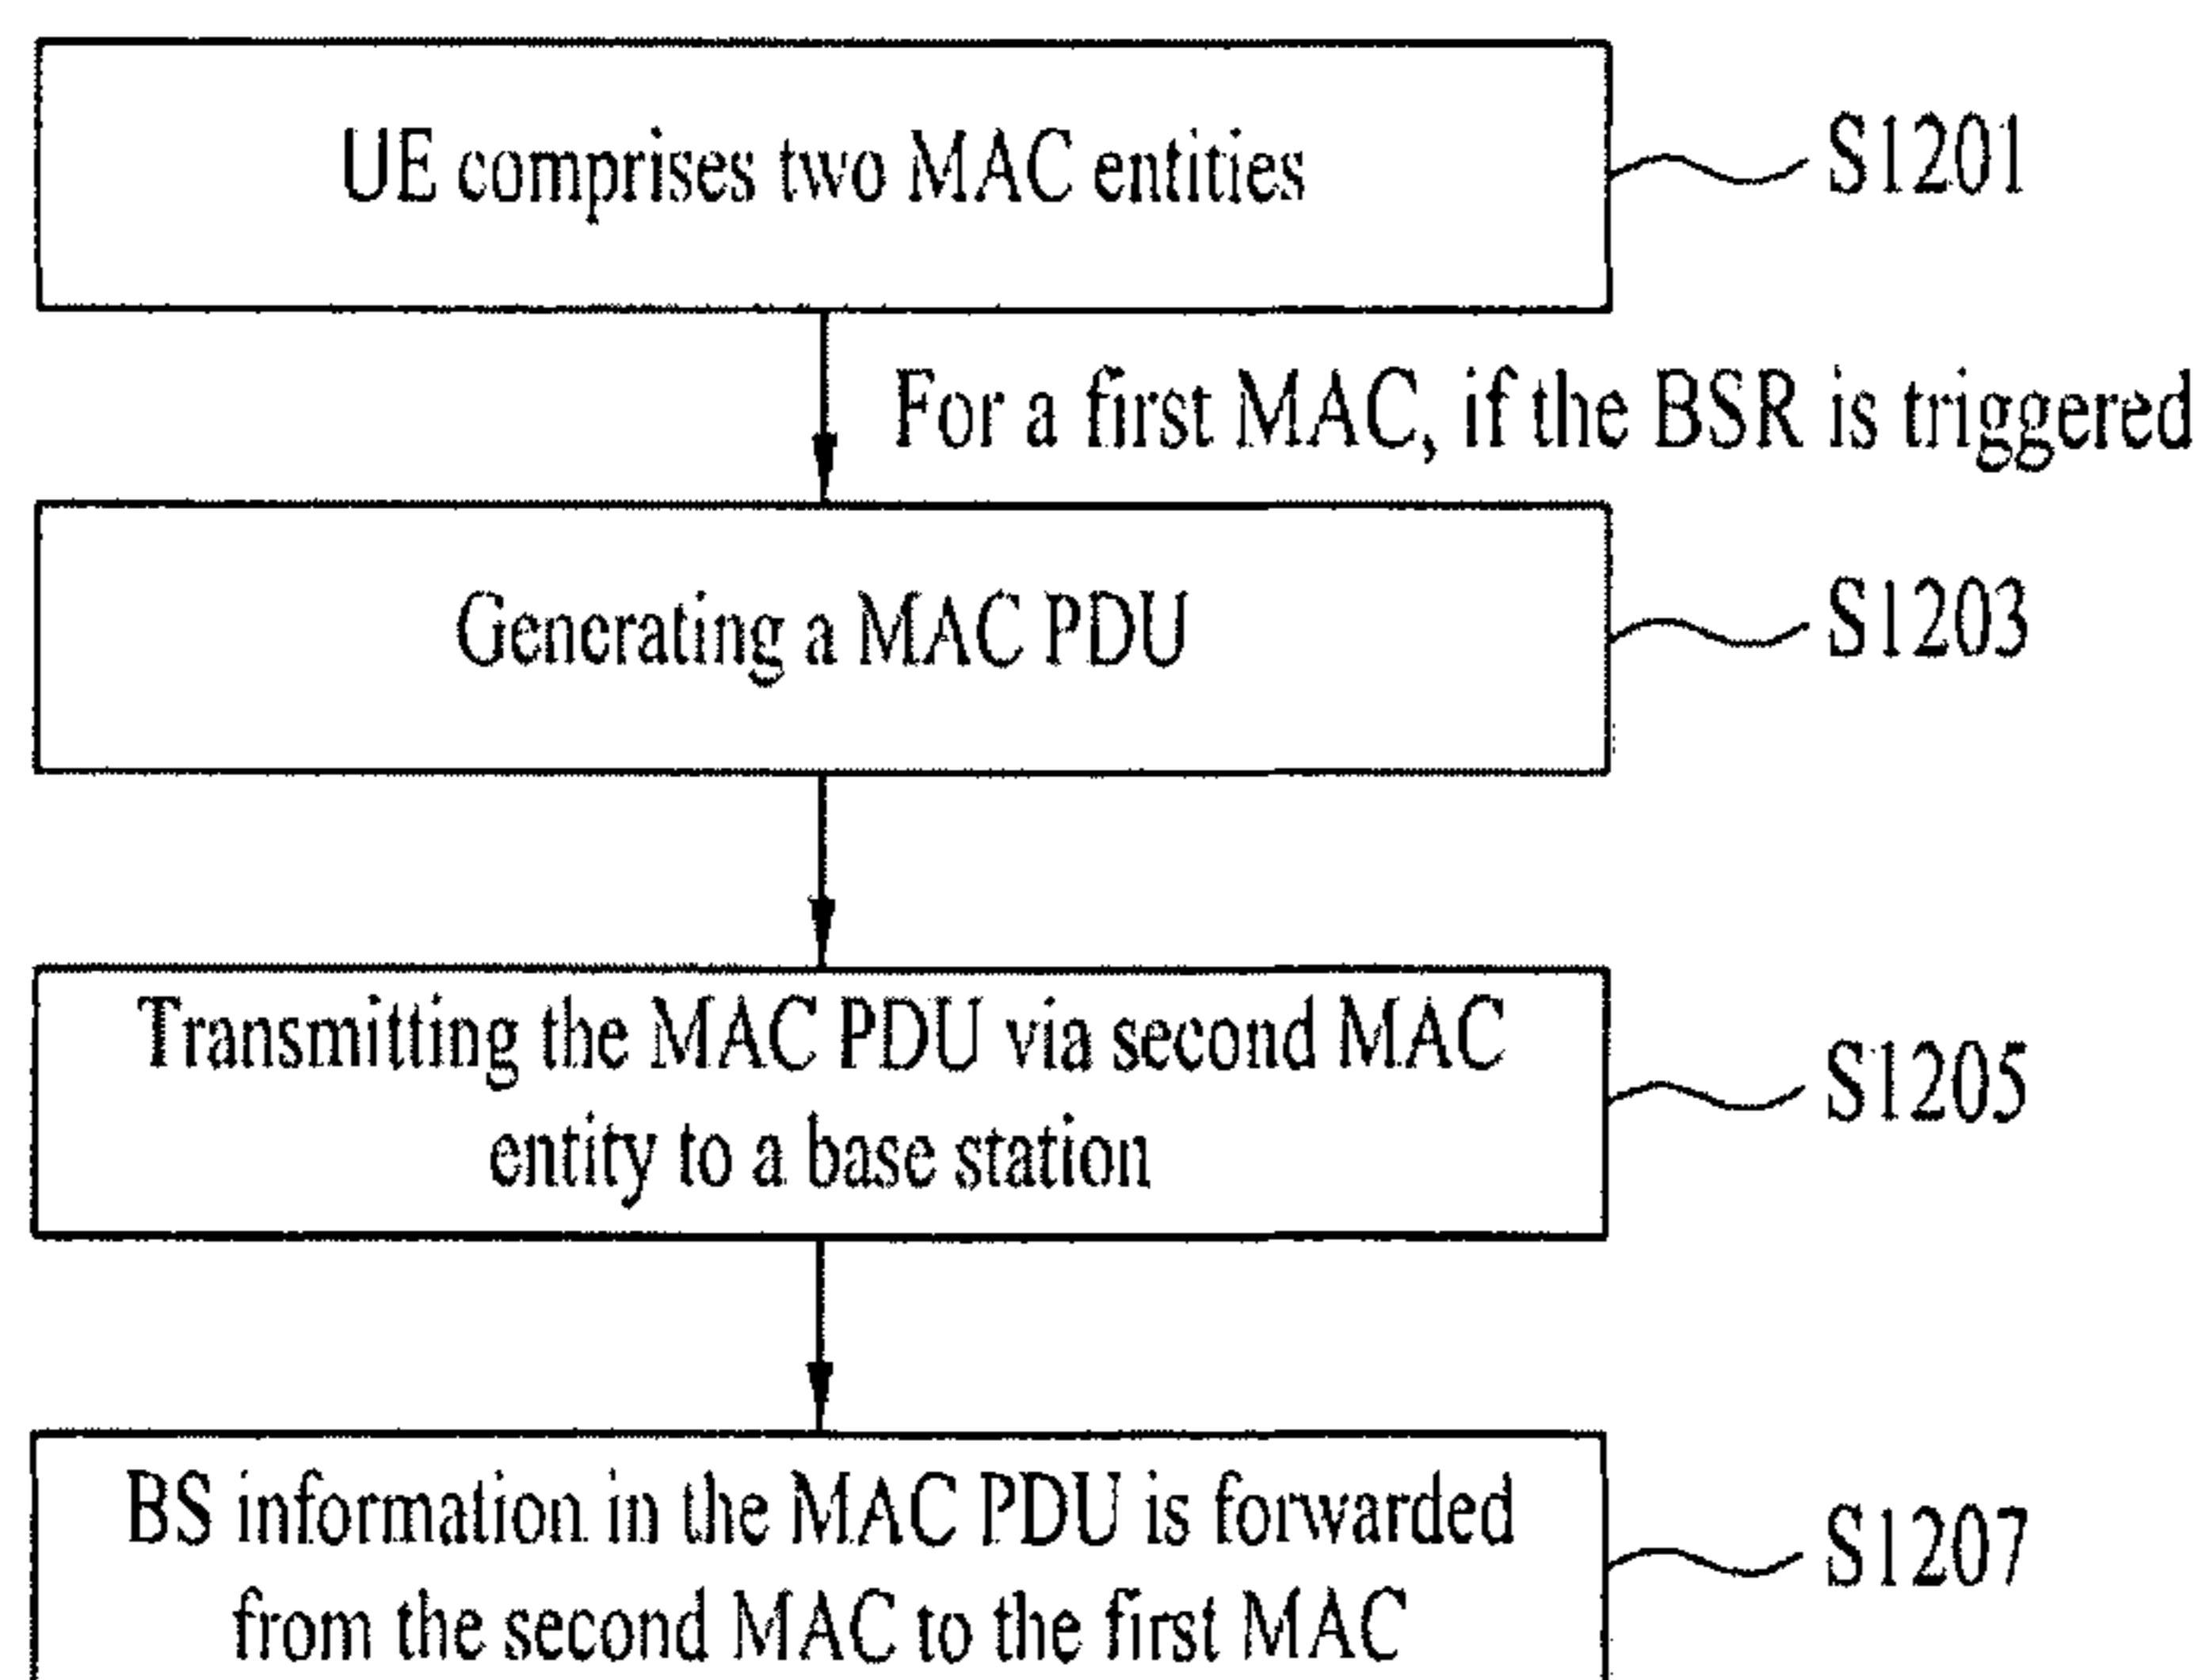 UE comprises two MAC entities
S1201
For a first MAC, if the BSR is triggered
Generating a MAC PDU
S1203
Transmitting the MAC PDU via second MAC
entity to a base station
S1205
BS information in the MAC PDU is forwarded
from the second MAC to the first MAC
S1207